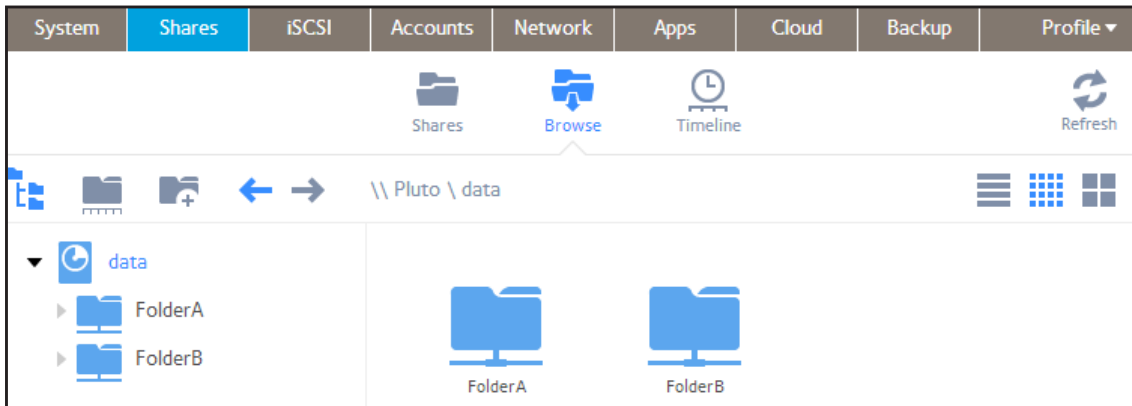 System Shares iSCSI Accounts Network Apps Cloud Backup Profile
Shares Browse Timeline Refresh
\\ Pluto \ data
data
FolderA
FolderB
FolderA FolderB